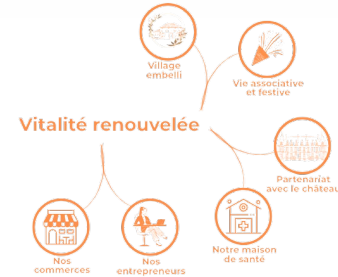 Village
embelli
Vie associative
et festive
Vitalité renouvelée
Partenariat
avec le château
Notre maison
de santé
Nos
commerces
Nos
entrepreneurs